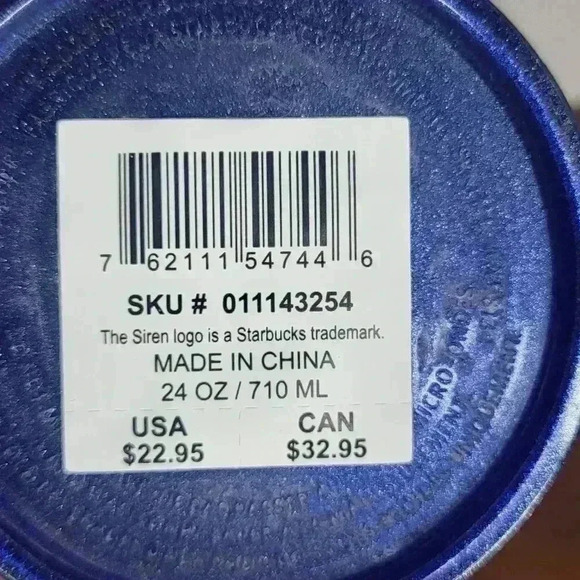 7 62111 54744 6
SKU # 011143254
The Siren logo is a Starbucks trademark.
MADE IN CHINA
24 OZ / 710 ML
USA CAN
$22.95 $32.95